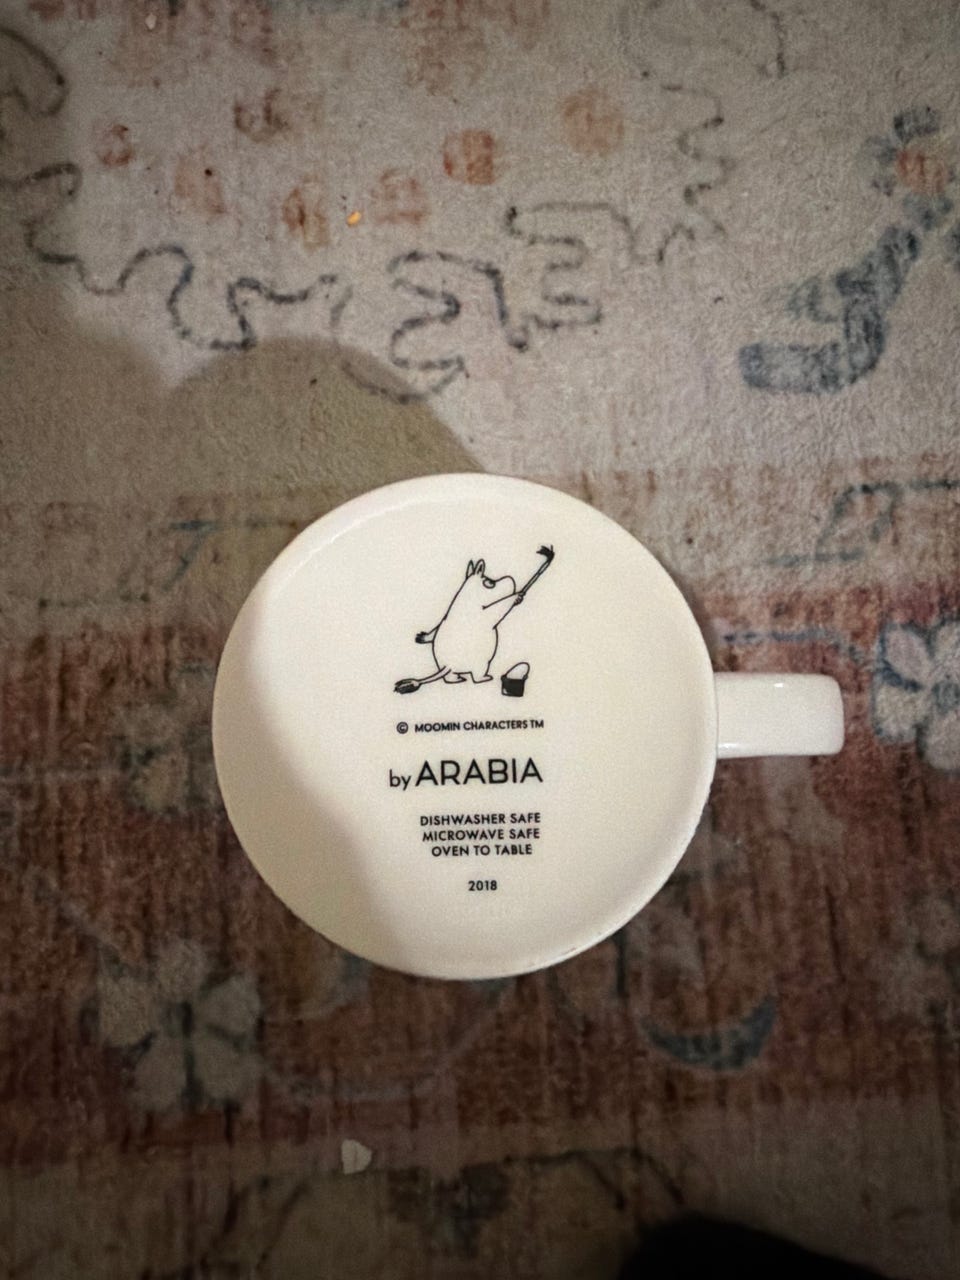 © MOOMIN CHARACTERS TM
by ARABIA
DISHWASHER SAFE
MICROWAVE SAFE
OVEN TO TABLE
2018